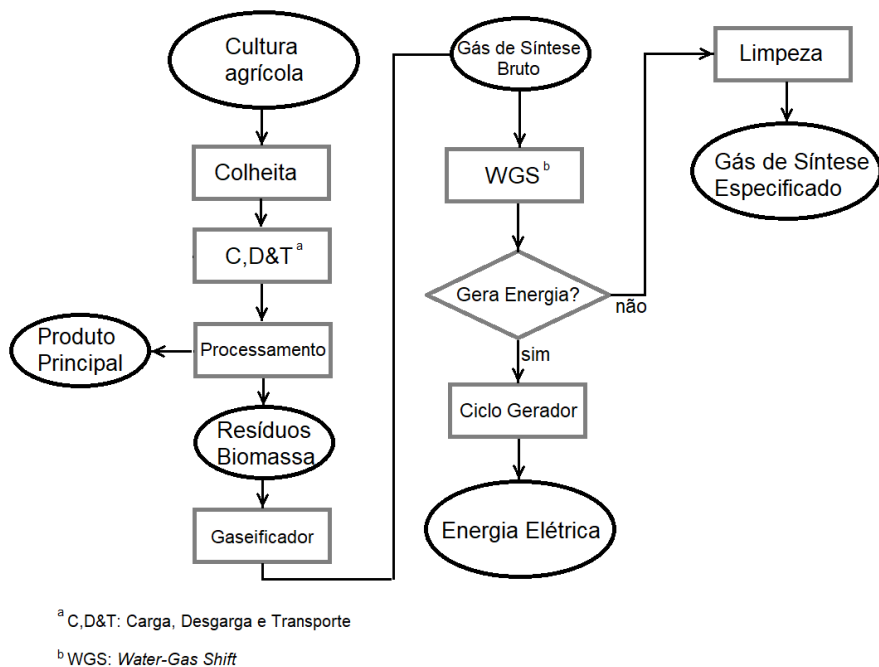 Cultura
agrícola
Colheita
C,D&T a
Processamento
Produto
Principal
Resíduos
Biomassa
Gaseificador
Gás de Síntese
Bruto
WGS b
Gera Energia?
não
sim
Ciclo Gerador
Energia Elétrica
Limpeza
Gás de Síntese
Especificado
a C,D&T: Carga, Desgarga e Transporte
b WGS: Water-Gas Shift